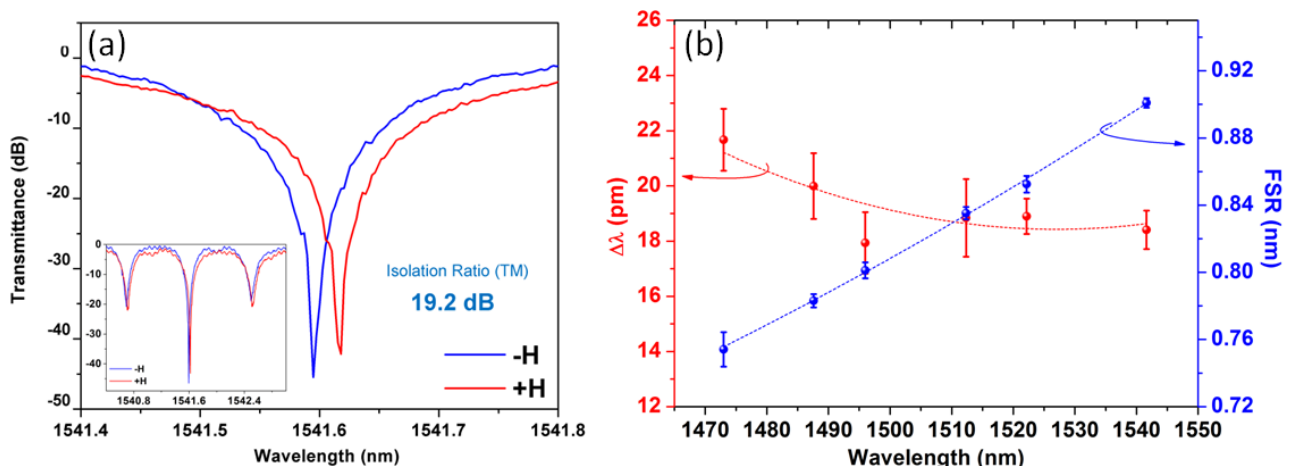 (a)
0
-10
-20
-30
-40
-50
Transmittance (dB)
1541.4 1541.5 1541.6 1541.7 1541.8
Wavelength (nm)
Isolation Ratio (TM)
19.2 dB
-H
+H
0
-10
-20
-30
-40
-H
+H
1540.8 1541.6 1542.4
(b)
26
24
22
20
18
16
14
12
Δλ (pm)
1470 1480 1490 1500 1510 1520 1530 1540 1550
Wavelength (nm)
0.92
0.88
0.84
0.80
0.76
0.72
FSR (nm)